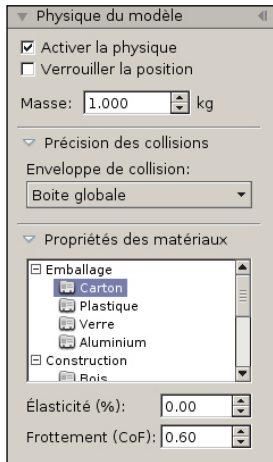 Physique du modèle
Activer la physique
Verrouiller la position
Masse: 1.000 kg
Précision des collisions
Enveloppe de collision:
Boite globale
Propriétés des matériaux
Emballage
Carton
Plastique
Verre
Aluminium
Construction
Bois
Élasticité (%): 0.00
Frottement (CoF): 0.60